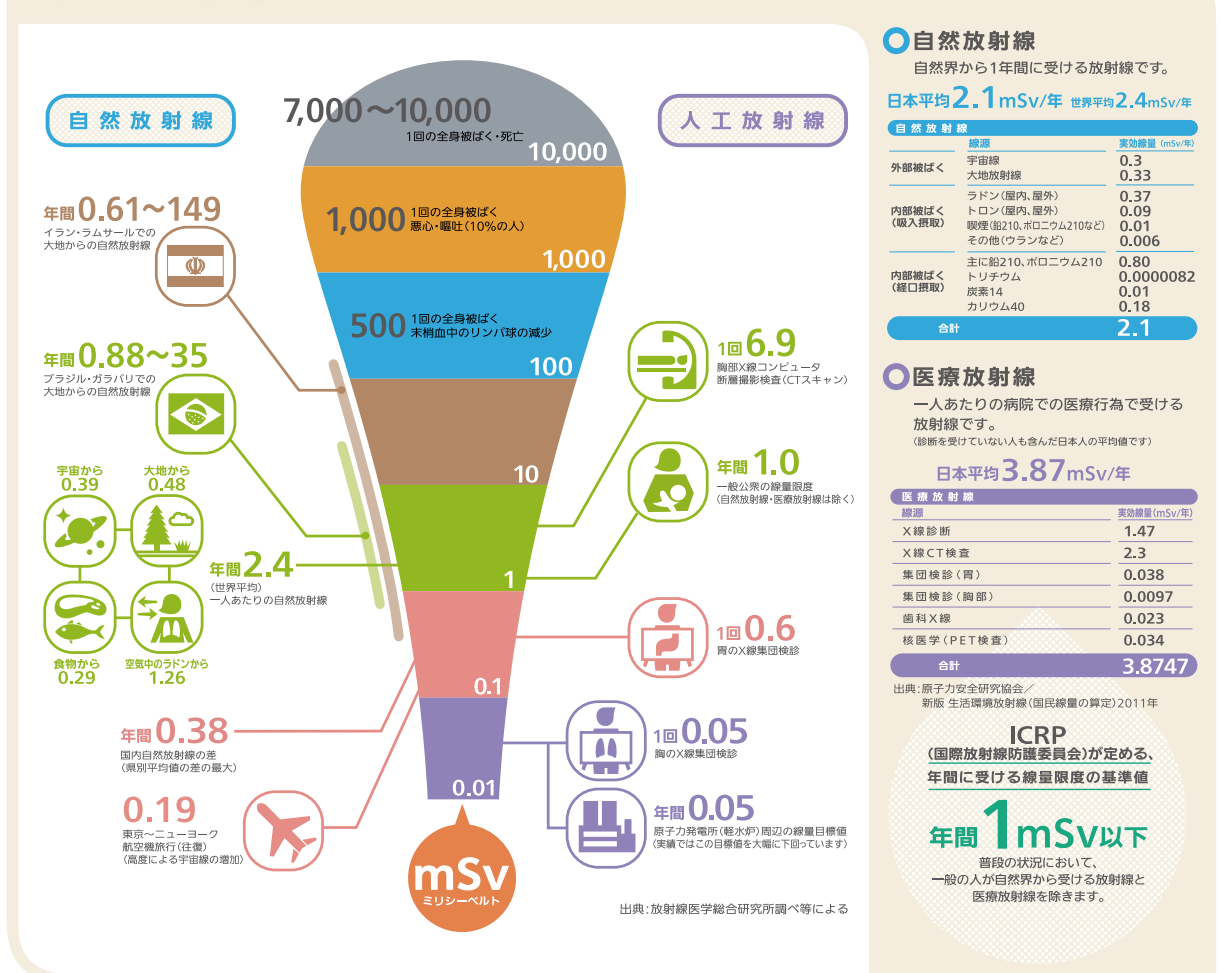 自然放射線
7,000～10,000
1回の全身被ばく・死亡
10,000
人工放射線
年間0.61～149
イラン・ラムサールでの
大地からの自然放射線
1,000
1回の全身被ばく
悪心・嘔吐(10%の人)
1,000
500
1回の全身被ばく
末梢血中のリンパ球の減少
100
年間0.88～35
ブラジル・ガラパリでの
大地からの自然放射線
1回6.9
胸部X線コンピュータ
断層撮影検査(CTスキャン)
10
年間1.0
一般公衆の線量限度
(自然放射線・医療放射線は除く)
宇宙から
0.39
大地から
0.48
年間2.4
(世界平均)
一人あたりの自然放射線
食物から
0.29
空気中のラドンから
1.26
1
1回0.6
胃のX線集団検診
0.1
年間0.38
国内自然放射線の差
(県別平均値の差の最大)
0.19
東京～ニューヨーク
航空機旅行(往復)
(高度による宇宙線の増加)
1回0.05
胸のX線集団検診
0.01
年間0.05
原子力発電所(軽水炉)周辺の線量目標値
(実績ではこの目標値を大幅に下回っています)
mSv
ミリシーベルト
出典:放射線医学総合研究所調べ等による
自然放射線
自然界から1年間に受ける放射線です。
日本平均2.1mSv/年 世界平均2.4mSv/年
自然放射線
線源 実効線量(mSv/年)
外部被ばく
宇宙線 0.3
大地放射線 0.33
内部被ばく
(吸入摂取)
ラドン(屋内、屋外) 0.37
トロン(屋内、屋外) 0.09
喫煙(鉛210、ポロニウム210など) 0.01
その他(ウランなど) 0.006
内部被ばく
(経口摂取)
主に鉛210、ポロニウム210 0.80
トリチウム 0.0000082
炭素14 0.01
カリウム40 0.18
合計 2.1
医療放射線
一人あたりの病院での医療行為で受ける
放射線です。
(診断を受けていない人も含んだ日本人の平均値です)
日本平均3.87mSv/年
医療放射線
線源 実効線量(mSv/年)
X線診断 1.47
X線CT検査 2.3
集団検診(胃) 0.038
集団検診(胸部) 0.0097
歯科X線 0.023
核医学(PET検査) 0.034
合計 3.8747
出典:原子力安全研究協会／
新版 生活環境放射線(国民線量の算定)2011年
ICRP
(国際放射線防護委員会)が定める、
年間に受ける線量限度の基準値
年間1mSv以下
普段の状況において、
一般の人が自然界から受ける放射線と
医療放射線を除きます。